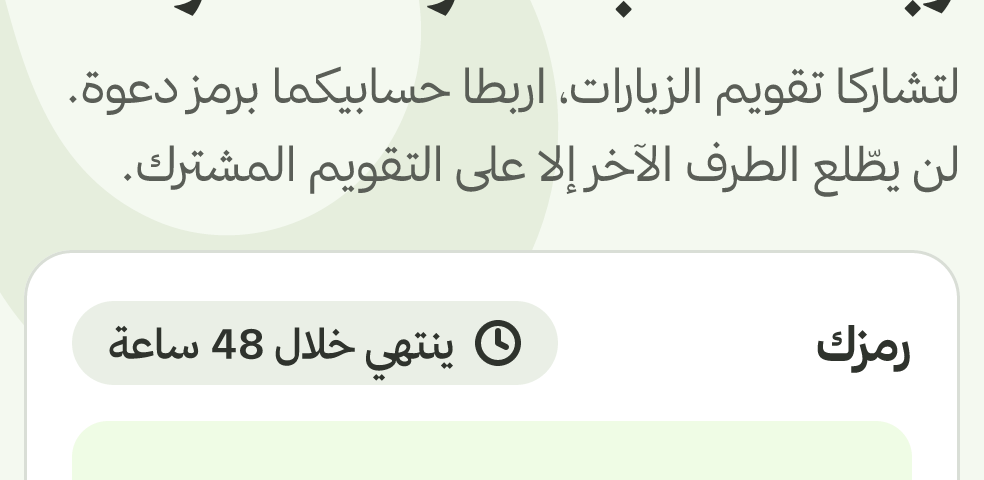 لتشاركا تقويم الزيارات، اربطا حسابيكما برمز دعوة.
لن يطّلع الطرف الآخر إلا على التقويم المشترك.
رمزك
ينتهي خلال 48 ساعة